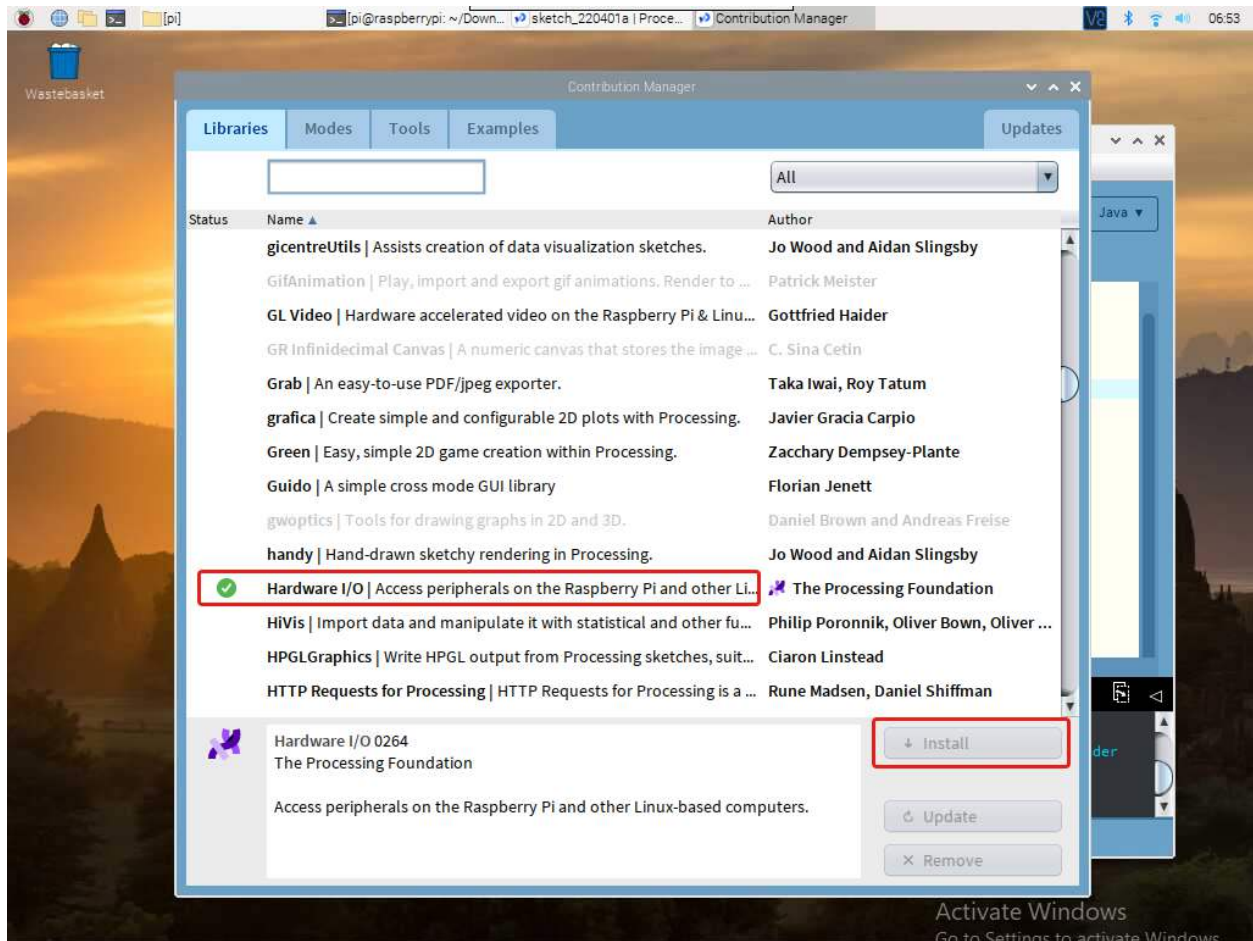 [pi]
[pi@raspberrypi: ~/Down...
sketch_220401a | Proce...
Contribution Manager
V2
06:53
Wastebasket
Contribution Manager
Libraries
Modes
Tools
Examples
Updates
All
Java
Status
Name
Author
gicentreUtils | Assists creation of data visualization sketches.
Jo Wood and Aidan Slingsby
GifAnimation | Play, import and export gif animations. Render to ...
Patrick Meister
GL Video | Hardware accelerated video on the Raspberry Pi & Linu...
Gottfried Haider
GR Infinidecimal Canvas | A numeric canvas that stores the image ...
C. Sina Cetin
Grab | An easy-to-use PDF/jpeg exporter.
Taka Iwai, Roy Tatum
grafica | Create simple and configurable 2D plots with Processing.
Javier Gracia Carpio
Green | Easy, simple 2D game creation within Processing.
Zacchary Dempsey-Plante
Guido | A simple cross mode GUI library
Florian Jenett
gwoptics | Tools for drawing graphs in 2D and 3D.
Daniel Brown and Andreas Freise
handy | Hand-drawn sketchy rendering in Processing.
Jo Wood and Aidan Slingsby
Hardware I/O | Access peripherals on the Raspberry Pi and other Li...
The Processing Foundation
HiVis | Import data and manipulate it with statistical and other fu...
Philip Poronnik, Oliver Bown, Oliver ...
HPGLGraphics | Write HPGL output from Processing sketches, suit...
Ciaron Linstead
HTTP Requests for Processing | HTTP Requests for Processing is a ...
Rune Madsen, Daniel Shiffman
Hardware I/O 0264
The Processing Foundation
Access peripherals on the Raspberry Pi and other Linux-based computers.
Install
Update
Remove
der
Activate Windows
Go to Settings to activate Windows.